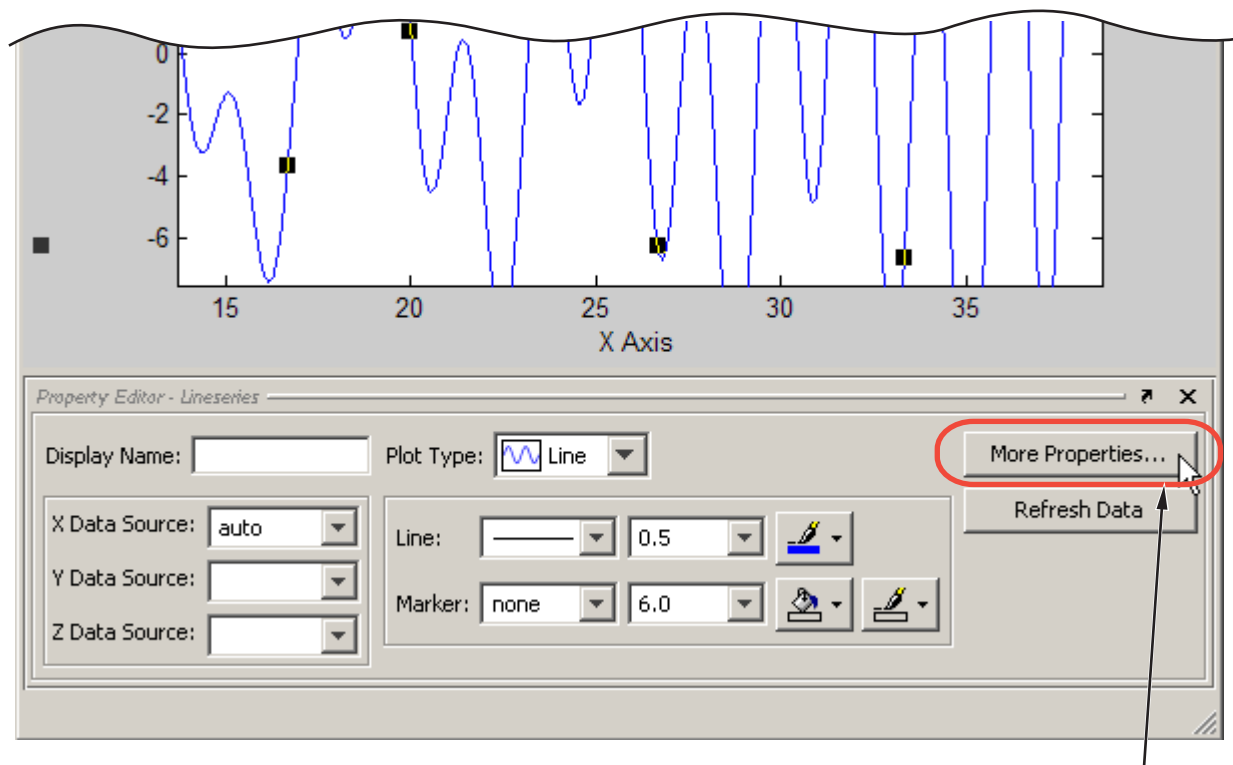 0
-2
-4
-6
15 20 25 30 35
X Axis
Property Editor - Lineseries
Display Name: Plot Type: Line More Properties...
Refresh Data
X Data Source: auto
Y Data Source:
Z Data Source:
Line: 0.5
Marker: none 6.0